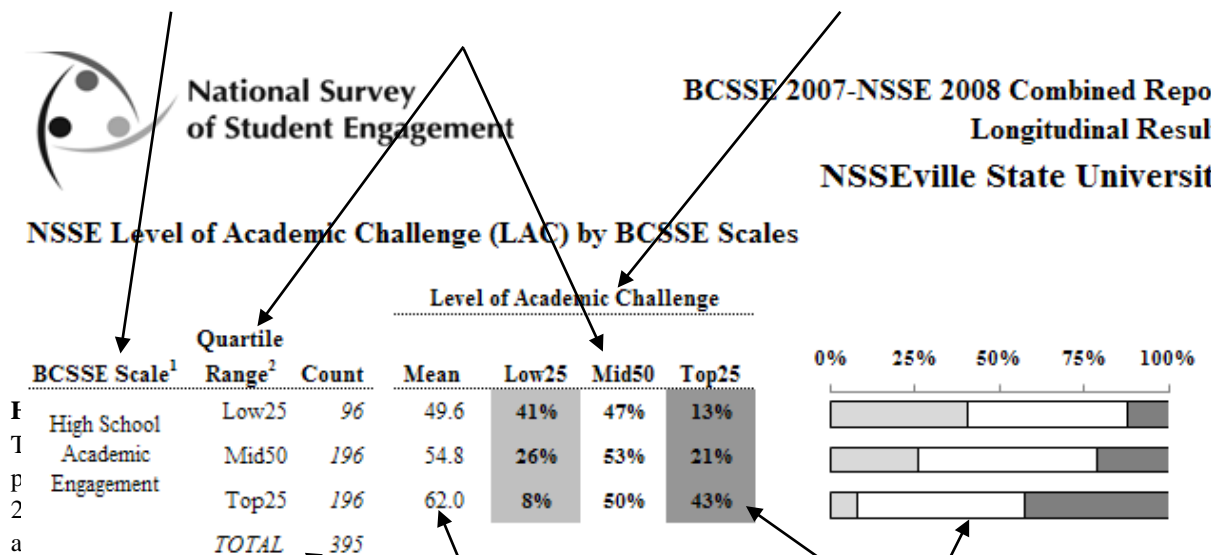 National Survey
of Student Engagement
BCSSE 2007-NSSE 2008 Combined Repo
Longitudinal Resul
NSSEville State Universit
NSSE Level of Academic Challenge (LAC) by BCSSE Scales
Level of Academic Challenge
Quartile
BCSSE Scale1 Range2 Count Mean Low25 Mid50 Top25 0% 25% 50% 75% 100%
High School Academic Engagement
Low25 96 49.6 41% 47% 13%
Mid50 196 54.8 26% 53% 21%
Top25 196 62.0 8% 50% 43%
TOTAL 395
T
p
2
a